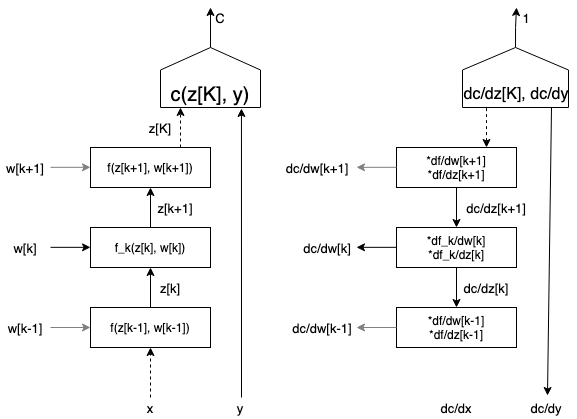 C
1
c(z[K], y)
dc/dz[K], dc/dy
z[K]
w[k+1]
f(z[k+1], w[k+1])
dc/dw[k+1]
*df/dw[k+1]
*df/dz[k+1]
z[k+1]
dc/dz[k+1]
w[k]
f_k(z[k], w[k])
dc/dw[k]
*df_k/dw[k]
*df_k/dz[k]
z[k]
dc/dz[k]
w[k-1]
f(z[k-1], w[k-1])
dc/dw[k-1]
*df/dw[k-1]
*df/dz[k-1]
x
y
dc/dx
dc/dy